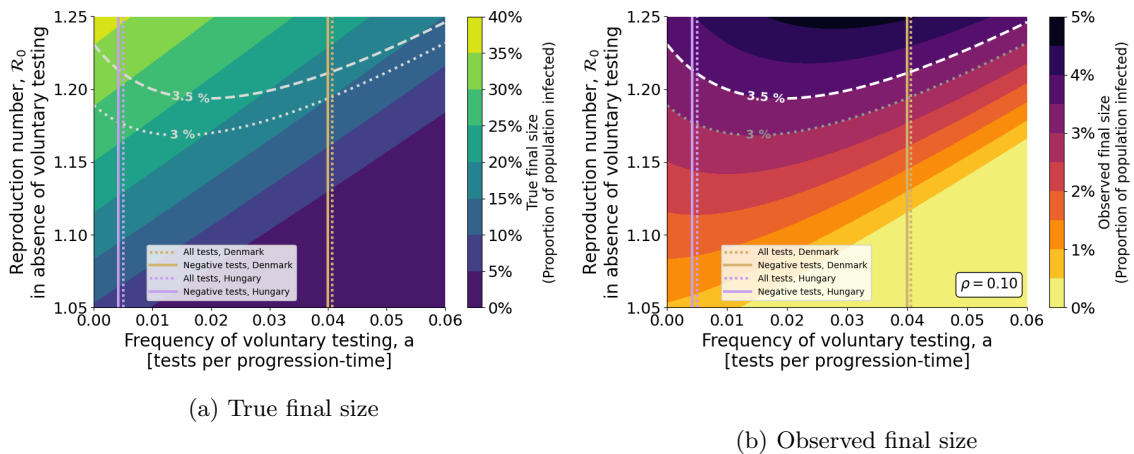 1.25
1.20
1.15
1.10
1.05
Reproduction number, R₀
in absence of voluntary testing
3.5 %
3 %
All tests, Denmark
Negative tests, Denmark
All tests, Hungary
Negative tests, Hungary
0.00 0.01 0.02 0.03 0.04 0.05 0.06
Frequency of voluntary testing, a
[tests per progression-time]
40%
35%
30%
25%
20%
15%
10%
5%
0%
True final size
(Proportion of population infected)
(a) True final size
1.25
1.20
1.15
1.10
1.05
Reproduction number, R₀
in absence of voluntary testing
3.5 %
3 %
All tests, Denmark
Negative tests, Denmark
All tests, Hungary
Negative tests, Hungary
ρ = 0.10
0.00 0.01 0.02 0.03 0.04 0.05 0.06
Frequency of voluntary testing, a
[tests per progression-time]
5%
4%
3%
2%
1%
0%
Observed final size
(Proportion of population infected)
(b) Observed final size